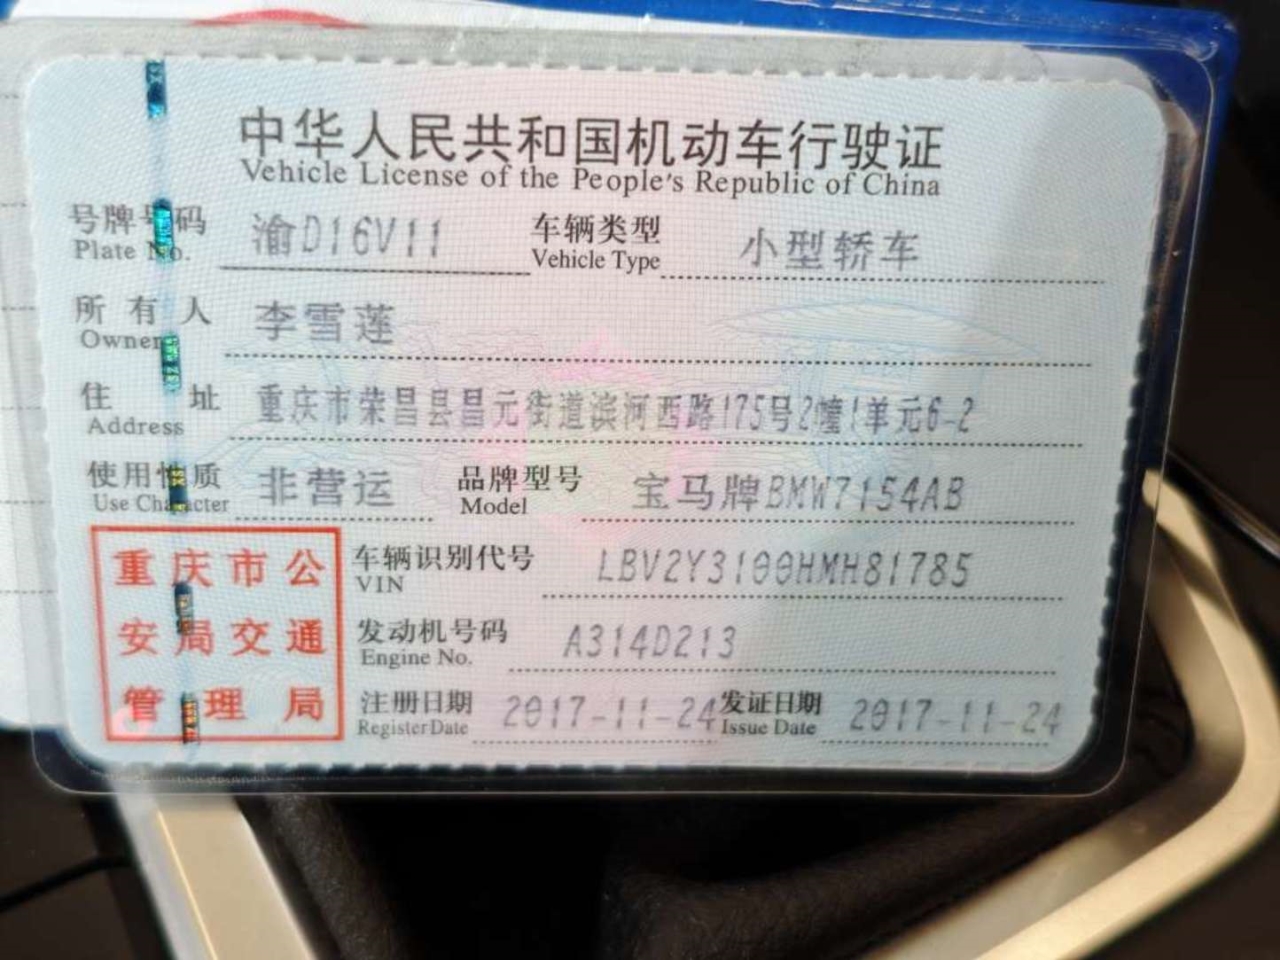 中华人民共和国机动车行驶证
Vehicle License of the People's Republic of China
号牌号码 渝D16V11 车辆类型 小型轿车
Plate No. Vehicle Type
所有人 李雪莲
Owner
住址 重庆市荣昌县昌元街道滨河西路175号2幢1单元6-2
Address
使用性质 非营运 品牌型号 宝马牌BMW7154AB
Use Character Model
重庆市公
安局交通
管理局
车辆识别代号 LBV2Y3100HMH81785
VIN
发动机号码 A314D213
Engine No.
注册日期 2017-11-24 发证日期 2017-11-24
Register Date Issue Date